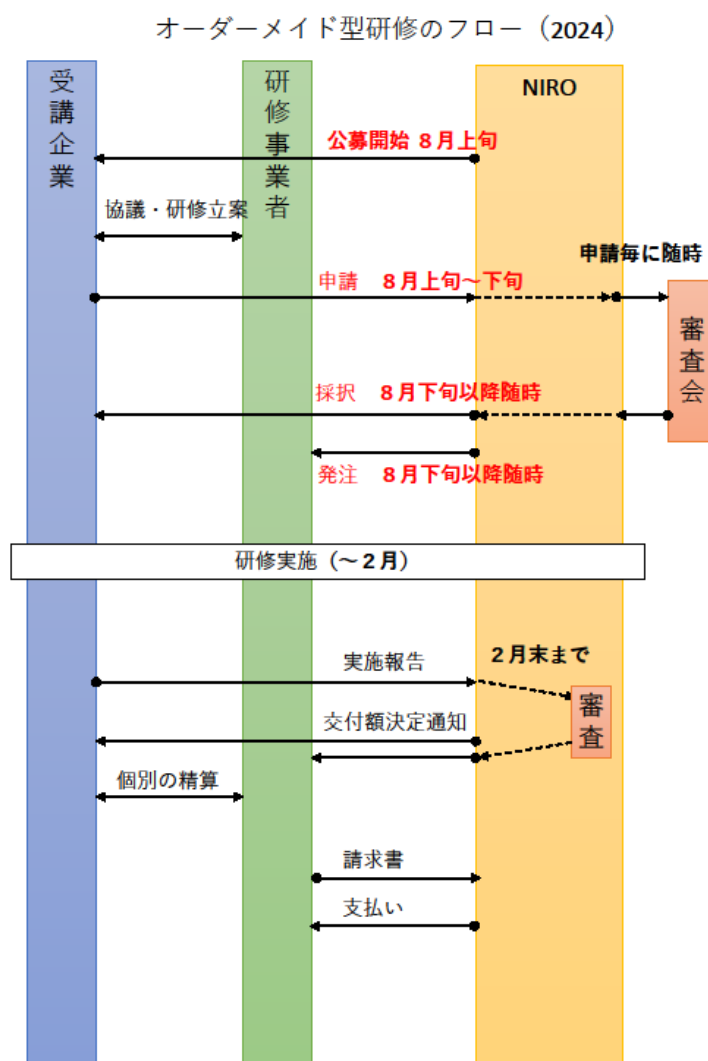 オーダーメイド型研修のフロー（2024）
受講企業
研修事業者
NIRO
公募開始 8月上旬
協議・研修立案
申請毎に随時
申請　8月上旬～下旬
審査会
採択　8月下旬以降随時
発注　8月下旬以降随時
研修実施（～2月）
実施報告
2月末まで
審査
交付額決定通知
個別の精算
請求書
支払い